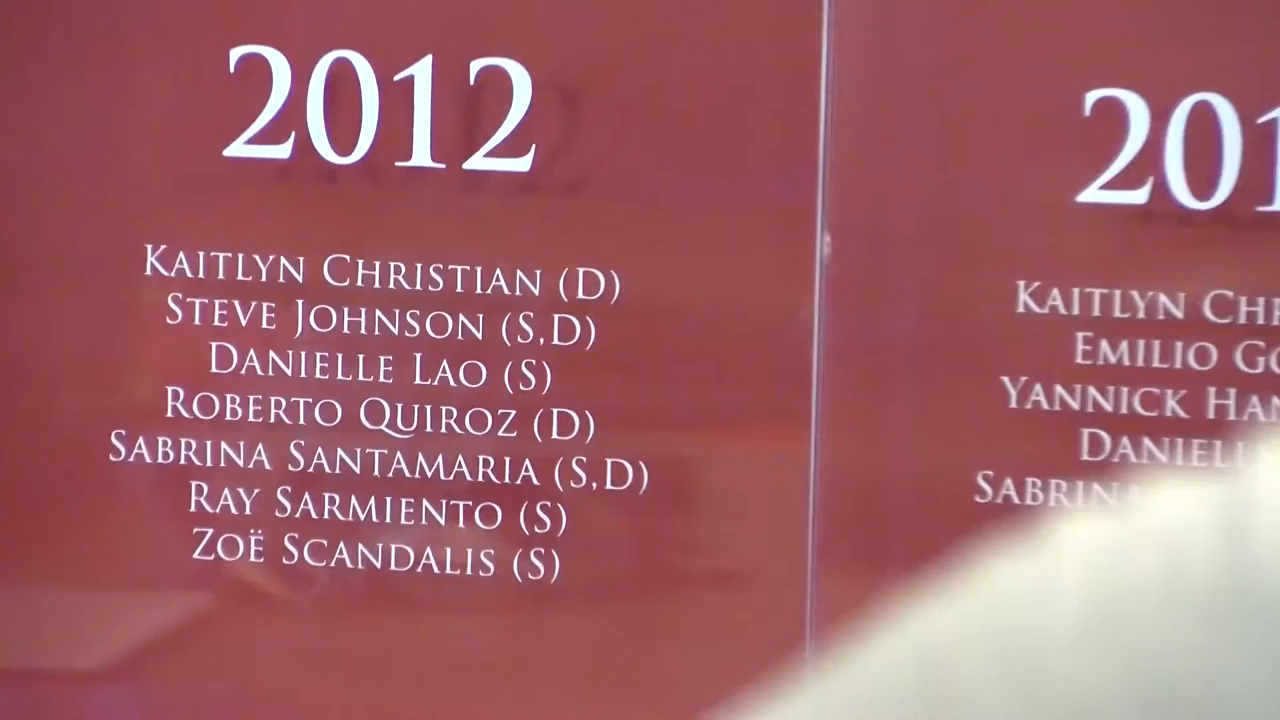 2012
KAITLYN CHRISTIAN (D)
STEVE JOHNSON (S,D)
DANIELLE LAO (S)
ROBERTO QUIROZ (D)
SABRINA SANTAMARIA (S,D)
RAY SARMIENTO (S)
ZOË SCANDALIS (S)
KAITLYN
EMILIO
YANNICK